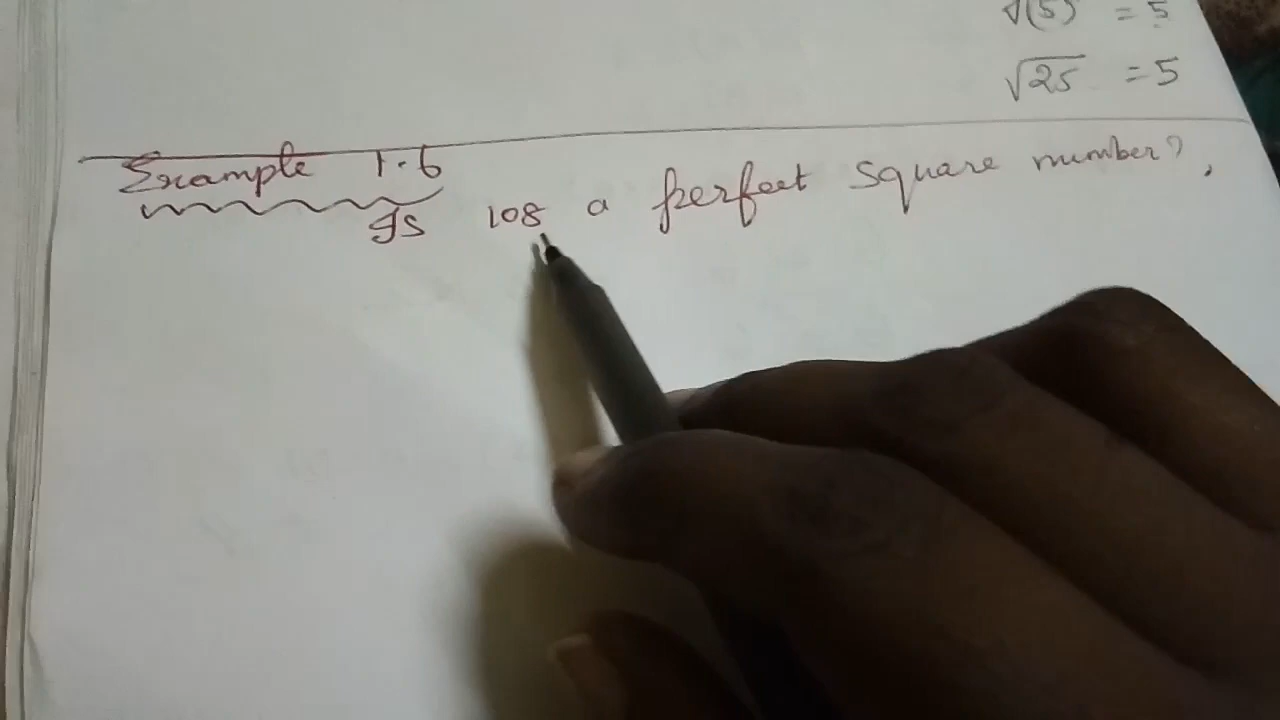 √(5) = 5
√25 = 5
Example 1.6
Is 108 a perfect square number?